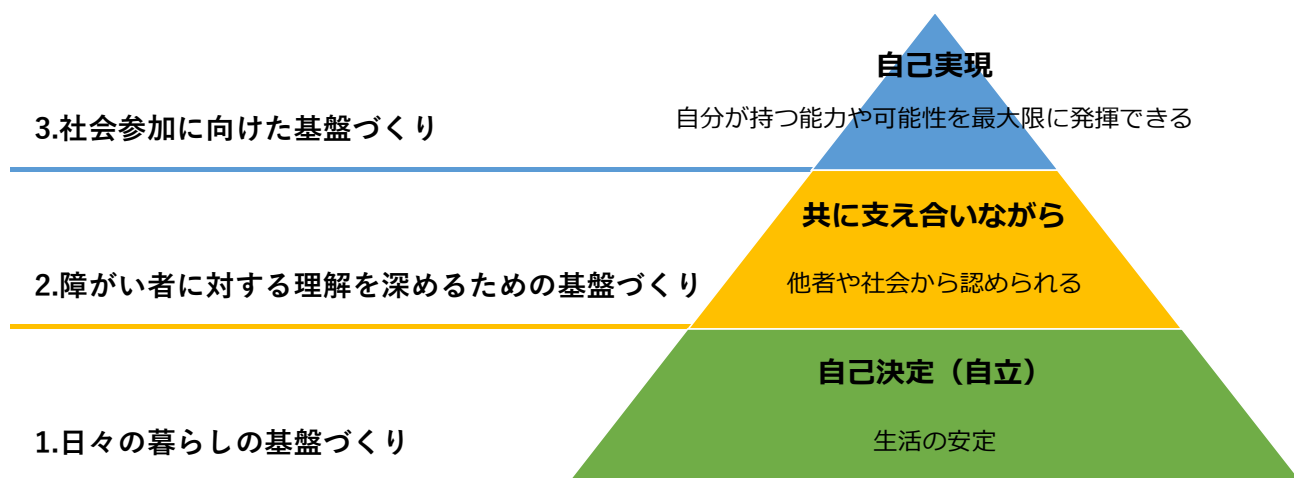 自己実現
自分が持つ能力や可能性を最大限に発揮できる
3.社会参加に向けた基盤づくり
共に支え合いながら
他者や社会から認められる
2.障がい者に対する理解を深めるための基盤づくり
自己決定（自立）
生活の安定
1.日々の暮らしの基盤づくり